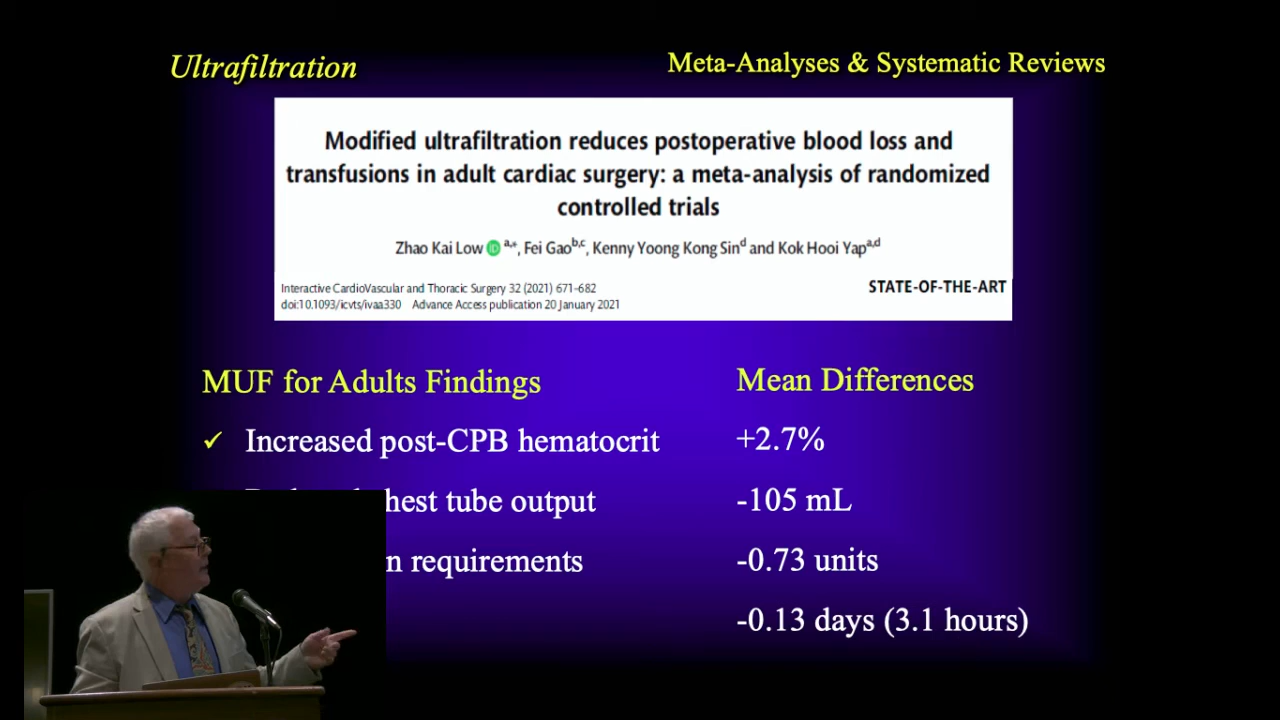 Ultrafiltration
Meta-Analyses & Systematic Reviews
Modified ultrafiltration reduces postoperative blood loss and
transfusions in adult cardiac surgery: a meta-analysis of randomized
controlled trials
Zhao Kai Low iD a,*, Fei Gao b,c, Kenny Yoong Kong Sin d and Kok Hooi Yap a,d
Interactive CardioVascular and Thoracic Surgery 32 (2021) 671-682
doi:10.1093/icvts/ivaa330 Advance Access publication 20 January 2021
STATE-OF-THE-ART
MUF for Adults Findings
Mean Differences
✓ Increased post-CPB hematocrit
+2.7%
hest tube output
-105 mL
n requirements
-0.73 units
-0.13 days (3.1 hours)